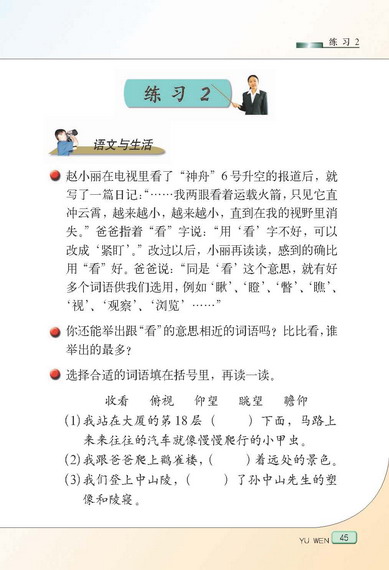 练习2
练习 2
语文与生活
赵小丽在电视里看了“神舟”6号升空的报道后，就
写了一篇日记：“……我两眼看着运载火箭，只见它直
冲云霄，越来越小，越来越小，直到在我的视野里消
失。”爸爸指着“看”字说：“用‘看’字不好，可以
改成‘紧盯’。”改过以后，小丽再读读，感到的确比
用“看”好。爸爸说：“同是‘看’这个意思，就有好
多个词语供我们选用，例如‘瞅’、‘瞪’、‘瞥’、‘瞧’、
‘视’、‘观察’、‘浏览’……”
你还能举出跟“看”的意思相近的词语吗？比比看，谁
举出的最多？
选择合适的词语填在括号里，再读一读。
收看 俯视 仰望 眺望 瞻仰
(1)我站在大厦的第18层（ ）下面，马路上
来来往往的汽车就像慢慢爬行的小甲虫。
(2)我跟爸爸爬上鹳雀楼，（ ）着远处的景色。
(3)我们登上中山陵，（ ）了孙中山先生的塑
像和陵寝。
YU WEN 45